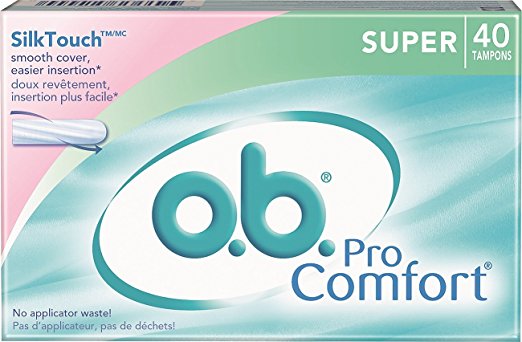 SilkTouch™/MC
smooth cover,
easier insertion*
doux revêtement,
insertion plus facile*
SUPER 40
TAMPONS
o.b.®
Pro
Comfort®
No applicator waste!
Pas d'applicateur, pas de déchets!